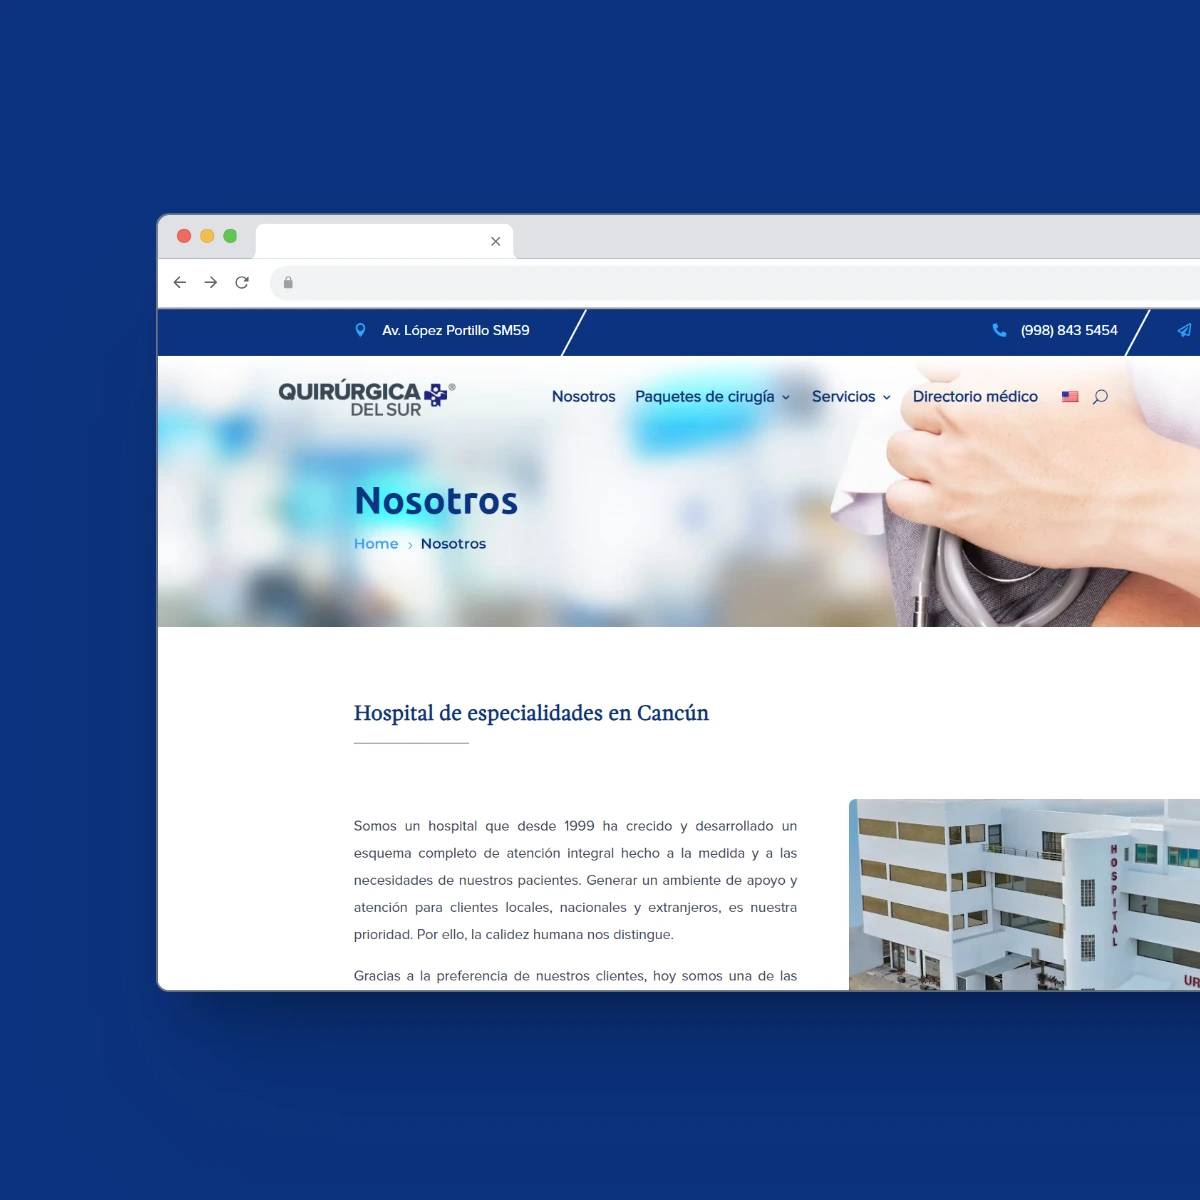 Av. López Portillo SM59
(998) 843 5454
QUIRÚRGICA
DEL SUR
®
Nosotros
Paquetes de cirugía
Servicios
Directorio médico
Nosotros
Home › Nosotros
Hospital de especialidades en Cancún
Somos un hospital que desde 1999 ha crecido y desarrollado un
esquema completo de atención integral hecho a la medida y a las
necesidades de nuestros pacientes. Generar un ambiente de apoyo y
atención para clientes locales, nacionales y extranjeros, es nuestra
prioridad. Por ello, la calidez humana nos distingue.
Gracias a la preferencia de nuestros clientes, hoy somos una de las
HOSPITAL
UR